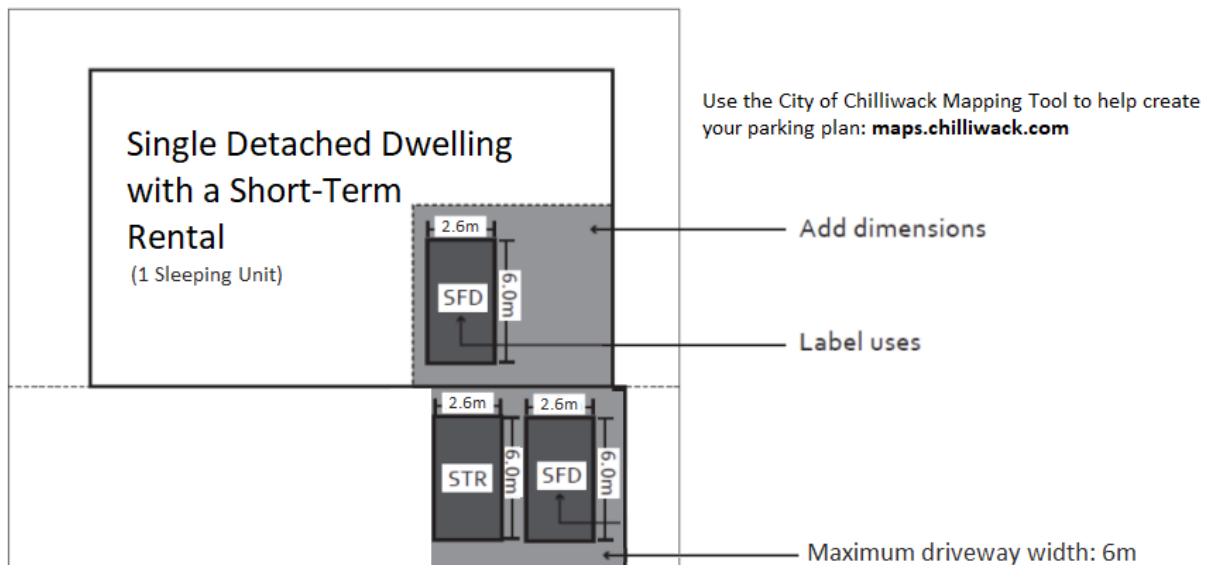 Use the City of Chilliwack Mapping Tool to help create
your parking plan: maps.chilliwack.com
Single Detached Dwelling
with a Short-Term
Rental
(1 Sleeping Unit)
2.6m
Add dimensions
6.0m
SFD
Label uses
2.6m
2.6m
STR
6.0m
SFD
6.0m
Maximum driveway width: 6m